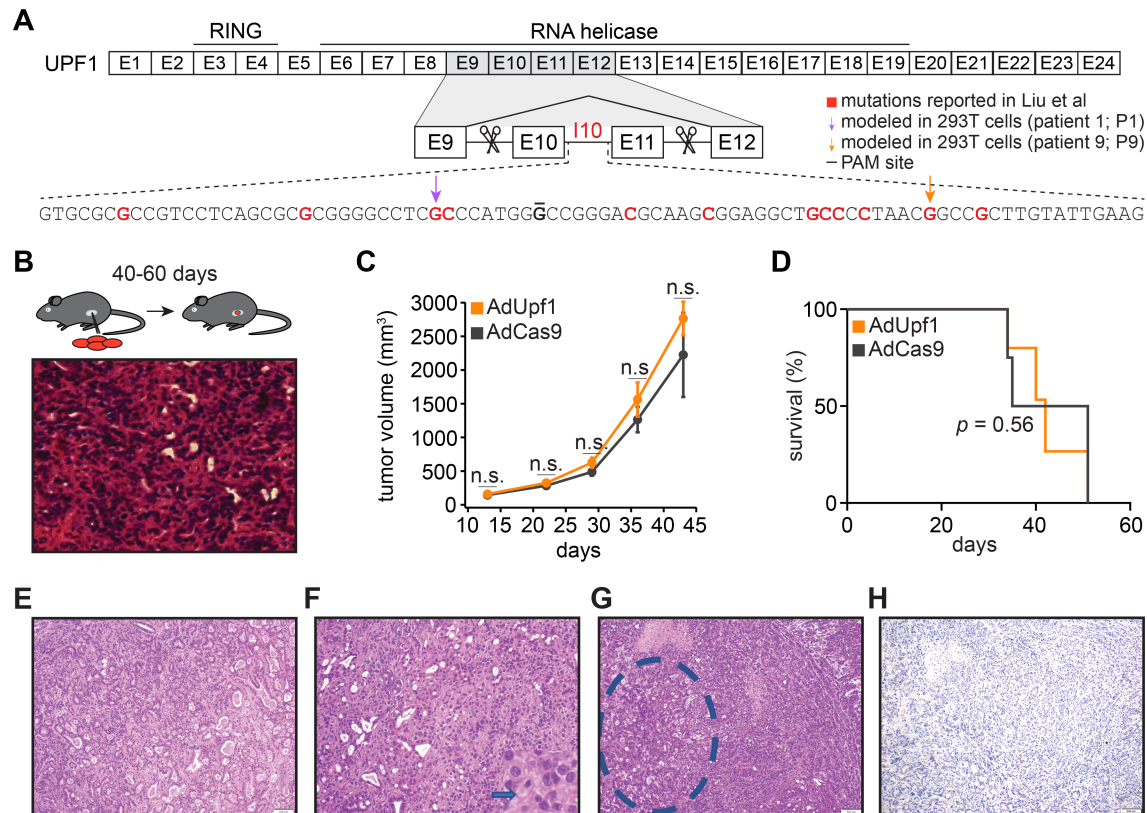 A
RING
RNA helicase
UPF1 E1 E2 E3 E4 E5 E6 E7 E8 E9 E10 E11 E12 E13 E14 E15 E16 E17 E18 E19 E20 E21 E22 E23 E24
mutations reported in Liu et al
modeled in 293T cells (patient 1; P1)
modeled in 293T cells (patient 9; P9)
PAM site
E9 E10 I10 E11 E12
GTGCGCGCCGTCCTCAGCGCGCGGGGCCTCGCCCATGGGGCCGGGACGCAAGCGGAGGCTGCCCCTAACGGCCGCTTGTATTGAAG
B
40-60 days
C
3000
2500
2000
1500
1000
500
0
tumor volume (mm³)
AdUpf1
AdCas9
n.s.
n.s.
n.s.
n.s
n.s.
10 15 20 25 30 35 40 45
days
D
100
50
0
survival (%)
AdUpf1
AdCas9
p = 0.56
0 20 40 60
days
E
F
G
H